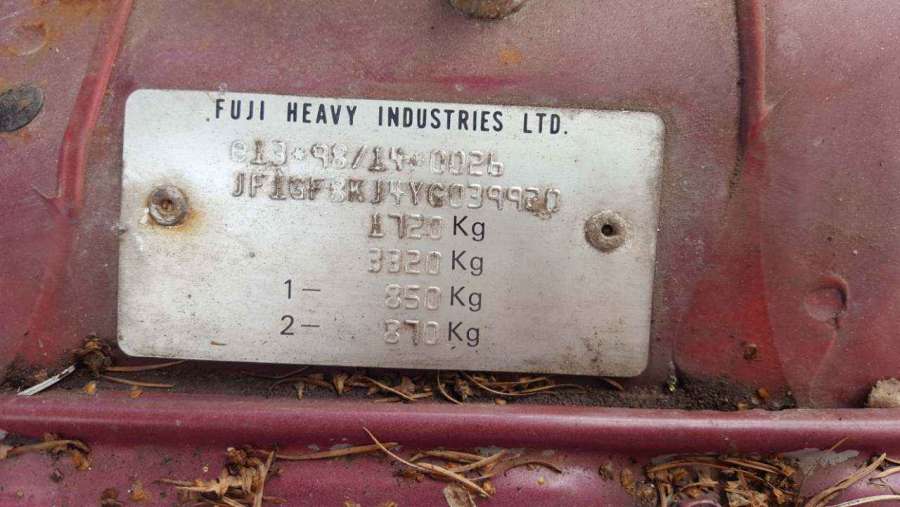 FUJI HEAVY INDUSTRIES LTD.
e13*98/14*0026
JF1GF8KJ4YG039920
1720 Kg
3320 Kg
1– 850 Kg
2– 870 Kg